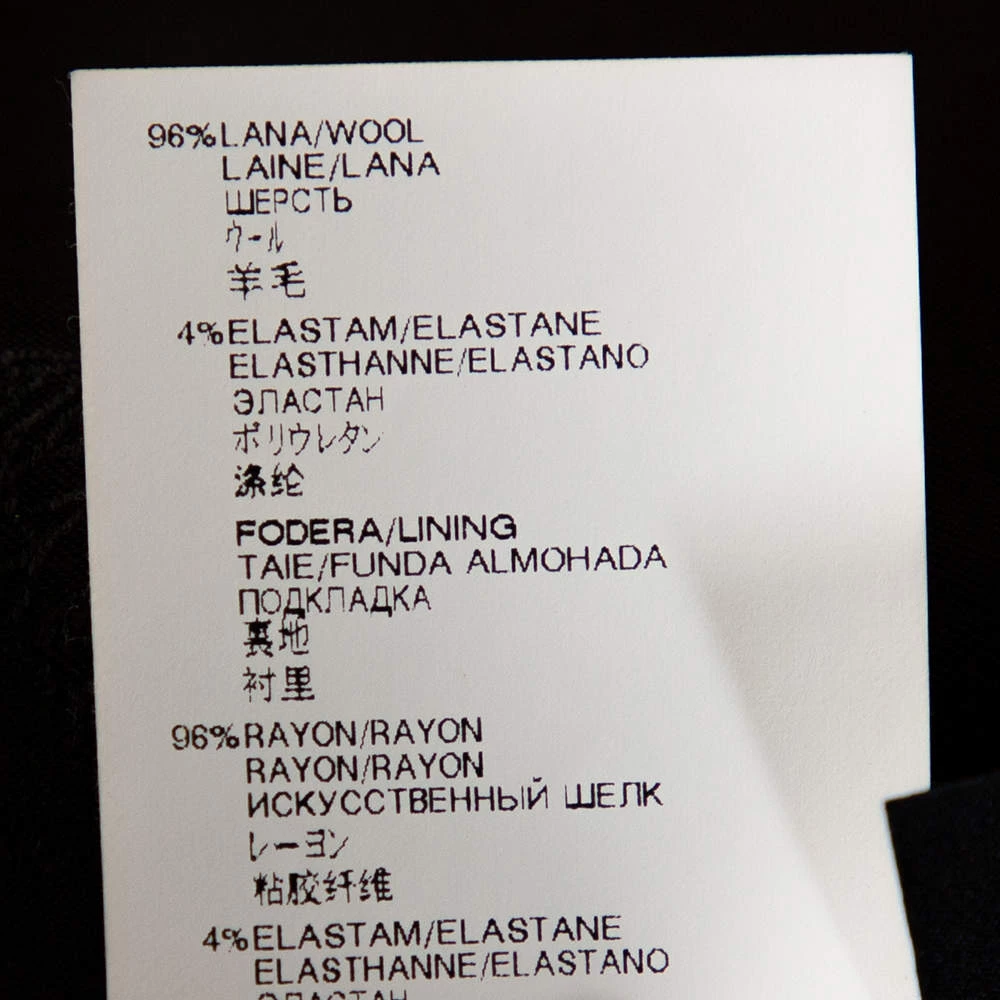 96% LANA/WOOL
LAINE/LANA
ШЕРСТЬ
ウール
羊毛
4% ELASTAM/ELASTANE
ELASTHANNE/ELASTANO
ЭЛАСТАН
ポリウレタン
涤纶
FODERA/LINING
TAIE/FUNDA ALMOHADA
ПОДКЛАДКА
裏地
衬里
96% RAYON/RAYON
RAYON/RAYON
ИСКУССТВЕННЫЙ ШЕЛК
レーヨン
粘胶纤维
4% ELASTAM/ELASTANE
ELASTHANNE/ELASTANO
ЭЛАСТАН